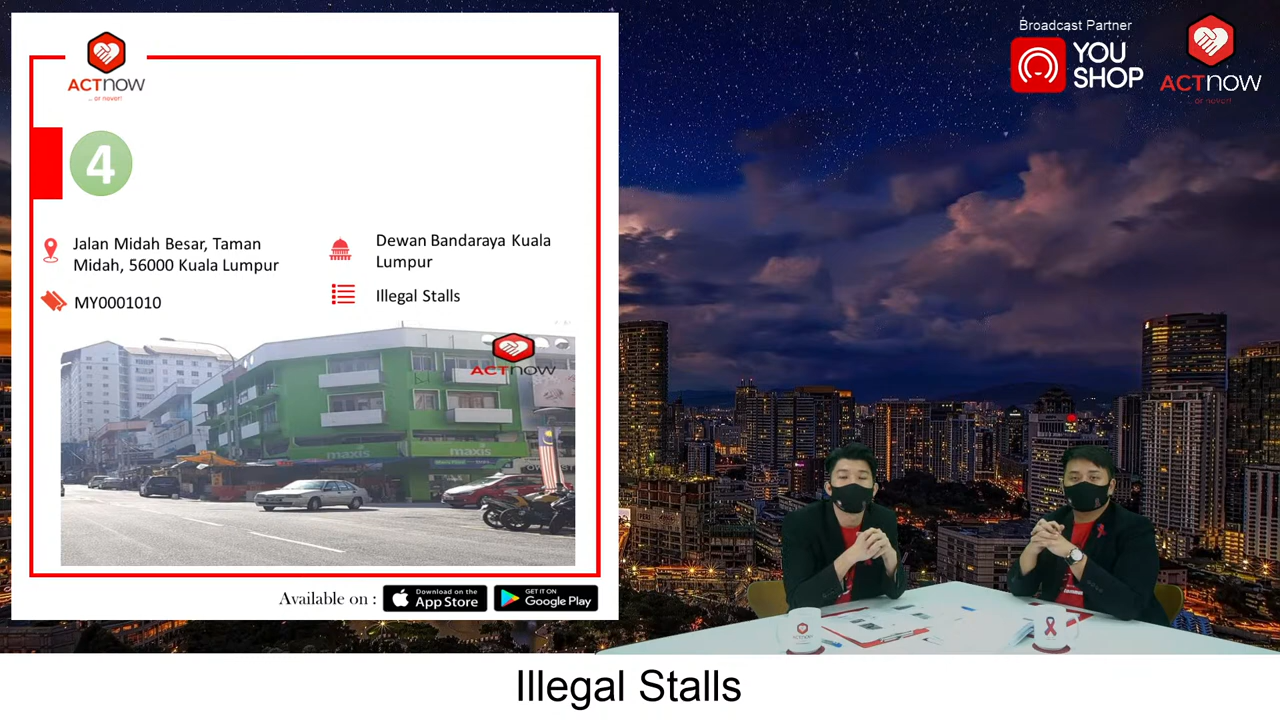 ACTNOW
... or never!
4
Jalan Midah Besar, Taman
Midah, 56000 Kuala Lumpur
MY0001010
Dewan Bandaraya Kuala
Lumpur
Illegal Stalls
ACTNOW
maxis
maxis
Available on :
Download on the
App Store
GET IT ON
Google Play
Broadcast Partner
YOU
SHOP
ACTNOW
... or never!
Illegal Stalls